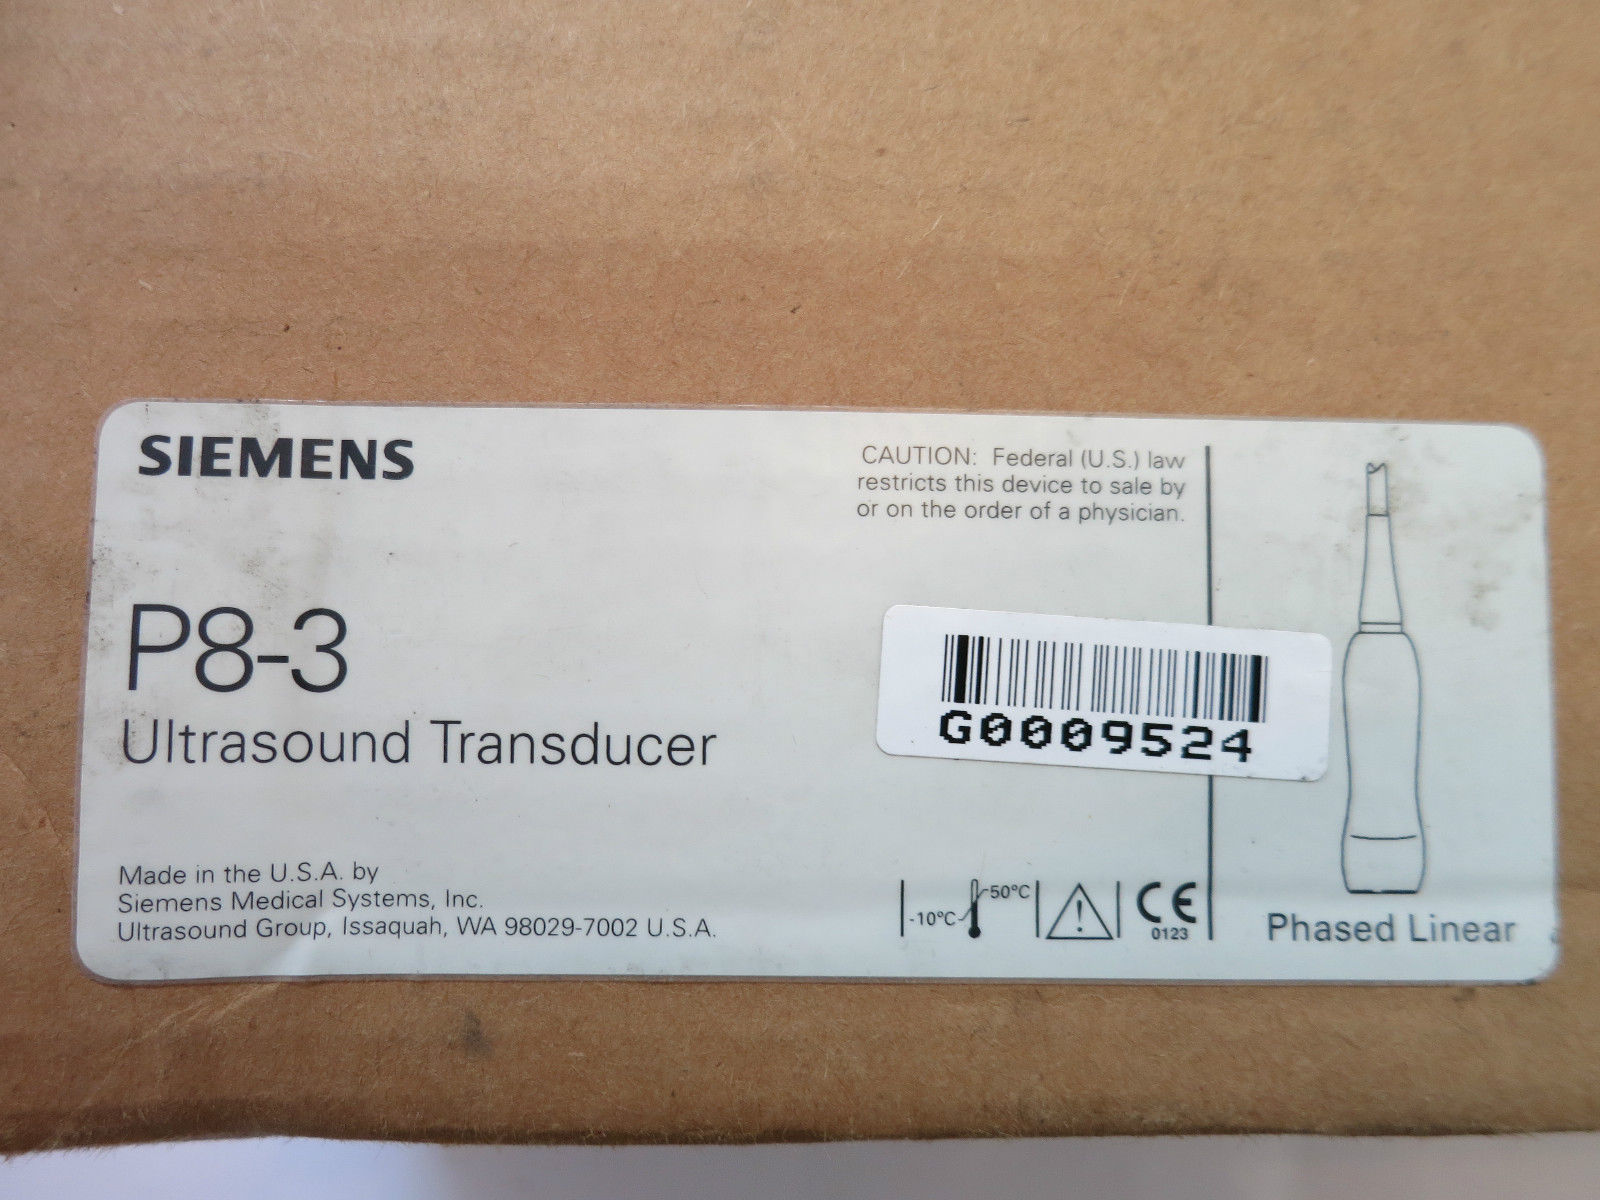 SIEMENS
CAUTION: Federal (U.S.) law
restricts this device to sale by
or on the order of a physician.
P8-3
Ultrasound Transducer
G0009524
Made in the U.S.A. by
Siemens Medical Systems, Inc.
Ultrasound Group, Issaquah, WA 98029-7002 U.S.A.
-10°C 50°C
CE
0123
Phased Linear